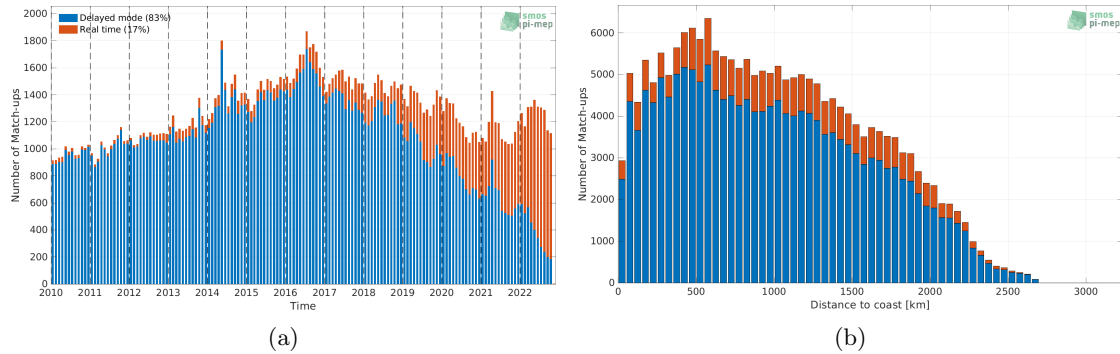 Delayed mode (83%)
Real time (17%)
smos
pi-mep
Number of Match-ups
2000
1800
1600
1400
1200
1000
800
600
400
200
0
2010 2011 2012 2013 2014 2015 2016 2017 2018 2019 2020 2021 2022
Time
(a)
smos
pi-mep
Number of Match-ups
6000
5000
4000
3000
2000
1000
0
0 500 1000 1500 2000 2500 3000
Distance to coast [km]
(b)